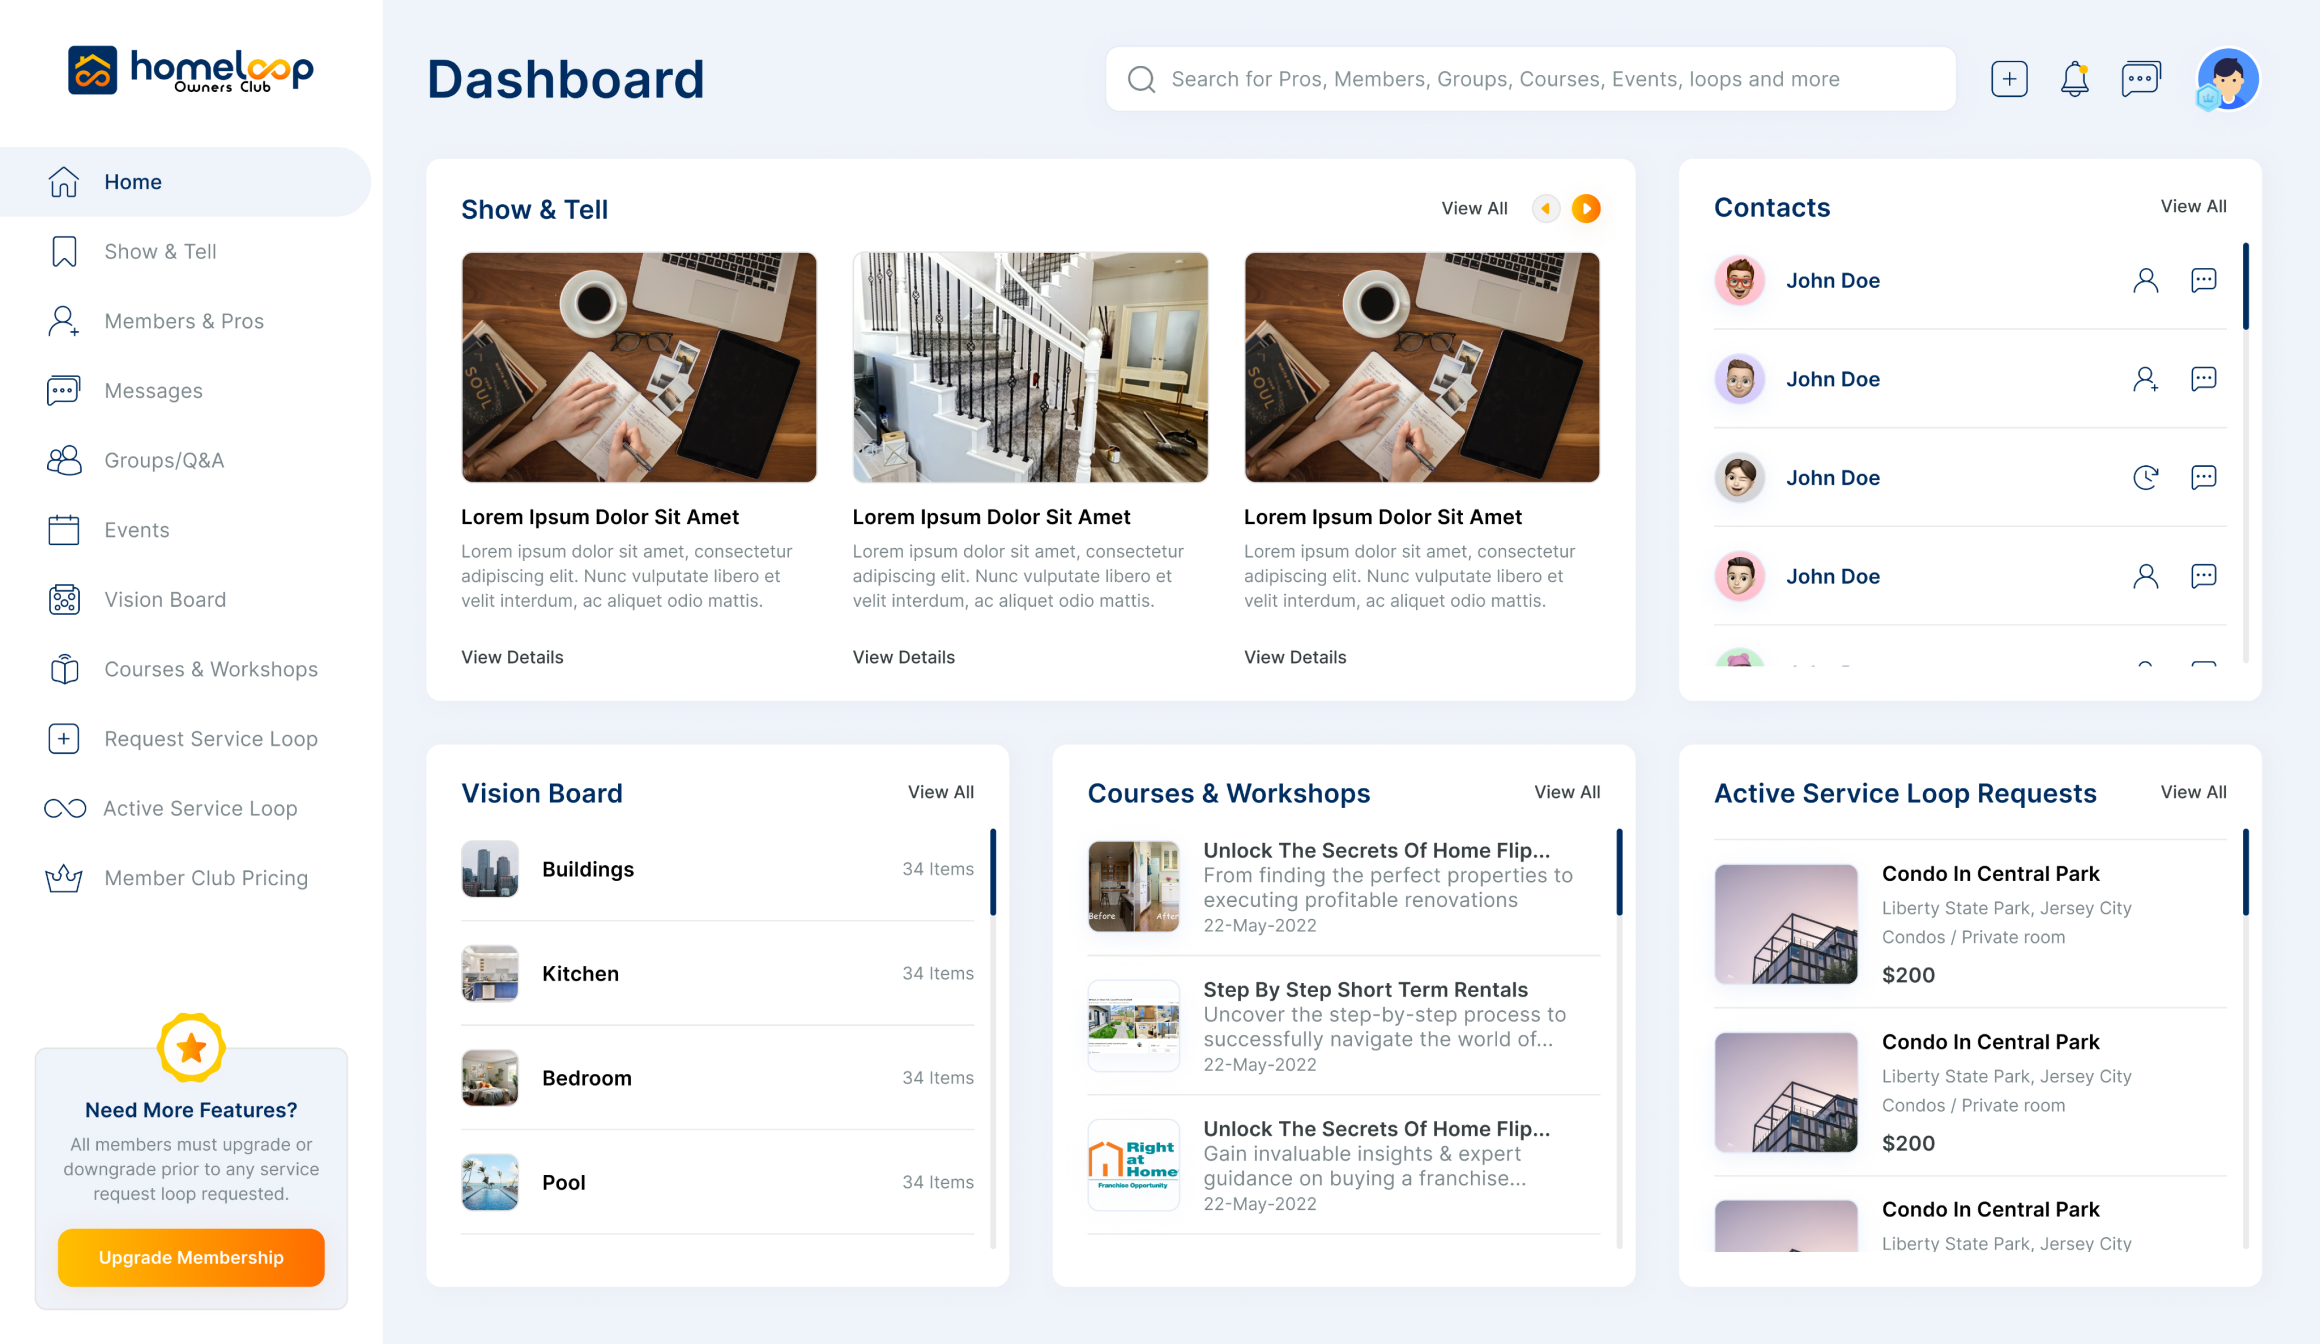 homeloop
Owners Club
Home
Show & Tell
Members & Pros
Messages
Groups/Q&A
Events
Vision Board
Courses & Workshops
Request Service Loop
Active Service Loop
Member Club Pricing
Need More Features?
All members must upgrade or
downgrade prior to any service
request loop requested.
Upgrade Membership
Dashboard
Search for Pros, Members, Groups, Courses, Events, loops and more
Show & Tell
View All
SOUL
SOUL
Lorem Ipsum Dolor Sit Amet
Lorem ipsum dolor sit amet, consectetur
adipiscing elit. Nunc vulputate libero et
velit interdum, ac aliquet odio mattis.
View Details
Lorem Ipsum Dolor Sit Amet
Lorem ipsum dolor sit amet, consectetur
adipiscing elit. Nunc vulputate libero et
velit interdum, ac aliquet odio mattis.
View Details
Lorem Ipsum Dolor Sit Amet
Lorem ipsum dolor sit amet, consectetur
adipiscing elit. Nunc vulputate libero et
velit interdum, ac aliquet odio mattis.
View Details
Contacts
View All
John Doe
John Doe
John Doe
John Doe
Vision Board
View All
Buildings
34 Items
Kitchen
34 Items
Bedroom
34 Items
Pool
34 Items
Courses & Workshops
View All
Before
After
Unlock The Secrets Of Home Flip...
From finding the perfect properties to
executing profitable renovations
22-May-2022
Step By Step Short Term Rentals
Uncover the step-by-step process to
successfully navigate the world of...
22-May-2022
Right
at
Home
Franchise Opportunity
Unlock The Secrets Of Home Flip...
Gain invaluable insights & expert
guidance on buying a franchise...
22-May-2022
Active Service Loop Requests
View All
Condo In Central Park
Liberty State Park, Jersey City
Condos / Private room
$200
Condo In Central Park
Liberty State Park, Jersey City
Condos / Private room
$200
Condo In Central Park
Liberty State Park, Jersey City